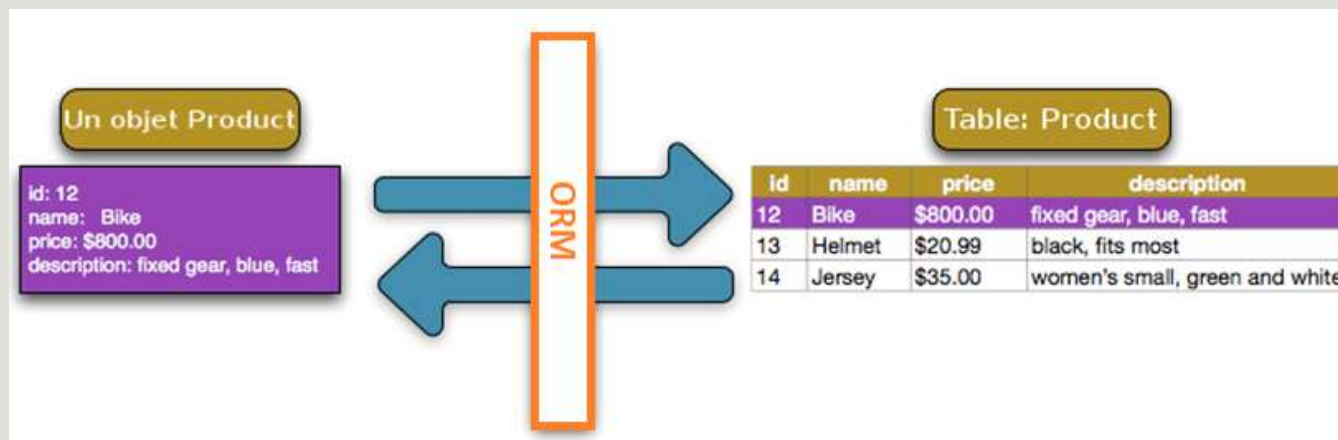 Un objet Product
id: 12
name: Bike
price: $800.00
description: fixed gear, blue, fast
ORM
Table: Product
id name price description
12 Bike $800.00 fixed gear, blue, fast
13 Helmet $20.99 black, fits most
14 Jersey $35.00 women's small, green and white